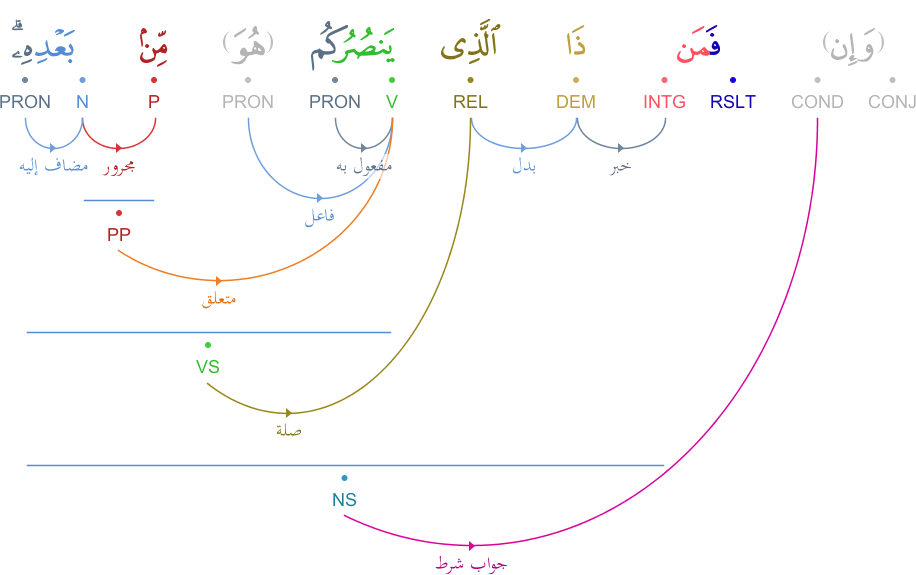 (وَإِن) فَمَن ذَا ٱلَّذِى يَنصُرُكُم (هُوَ) مِّنۢ بَعْدِهِۦۗ
CONJ COND RSLT INTG DEM REL V PRON PRON P N PRON
خبر بدل مفعول به مجرور مضاف إليه
فاعل
PP
متعلق
VS
صلة
NS
جواب شرط